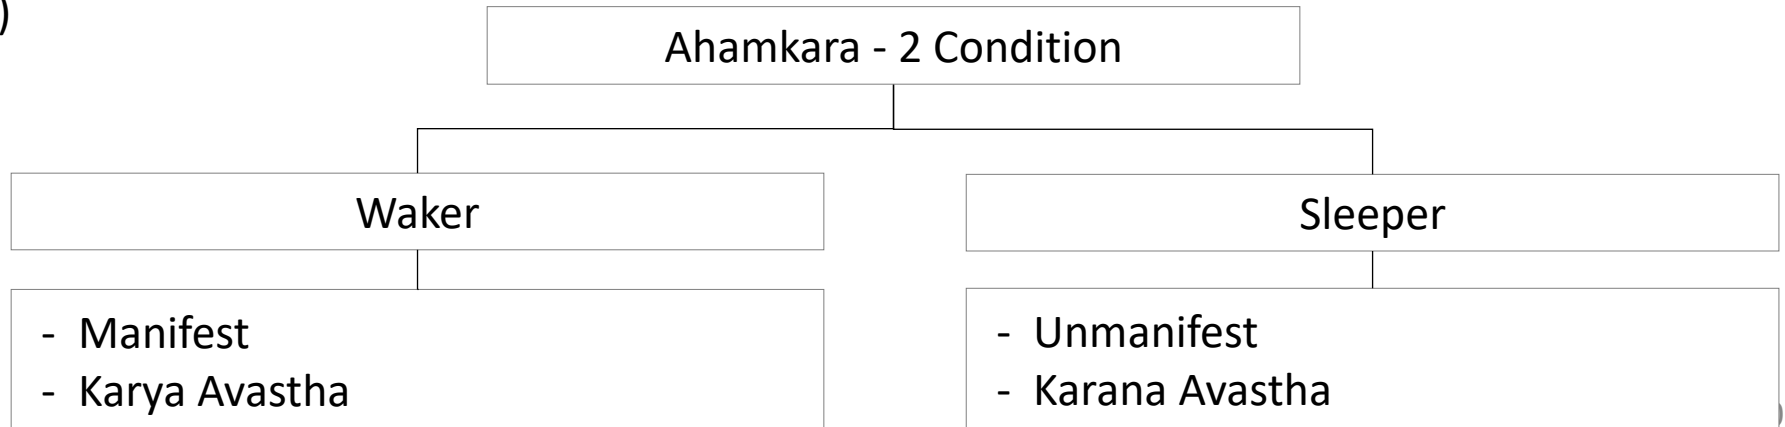 )
Ahamkara - 2 Condition
Waker
Sleeper
- Manifest
- Karya Avastha
- Unmanifest
- Karana Avastha